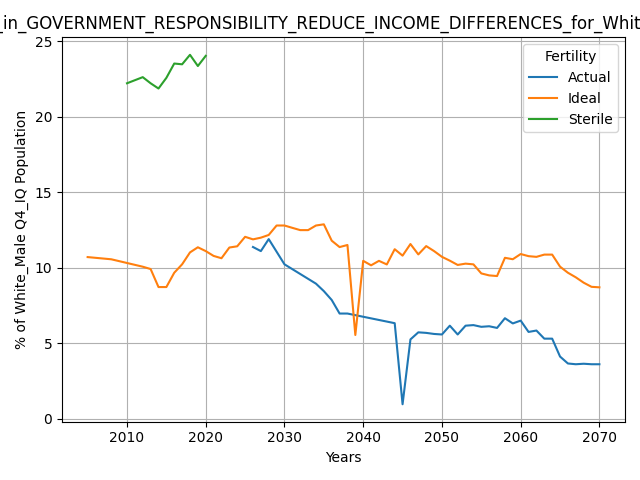 _in_GOVERNMENT_RESPONSIBILITY_REDUCE_INCOME_DIFFERENCES_for_Whit
Fertility
Actual
Ideal
Sterile
% of White_Male Q4_IQ Population
25
20
15
10
5
0
2010 2020 2030 2040 2050 2060 2070
Years